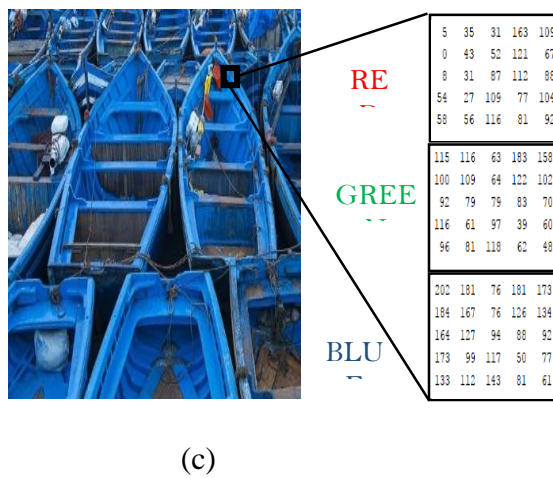 5 35 31 163 109
0 43 52 121 67
RE
8 31 87 112 88
54 27 109 77 104
58 56 116 81 92
115 116 63 183 158
100 109 64 122 102
GREE
92 79 79 83 70
116 61 97 39 60
96 81 118 62 48
202 181 76 181 173
184 167 76 126 134
164 127 94 88 92
BLU
173 99 117 50 77
133 112 143 81 61
(c)